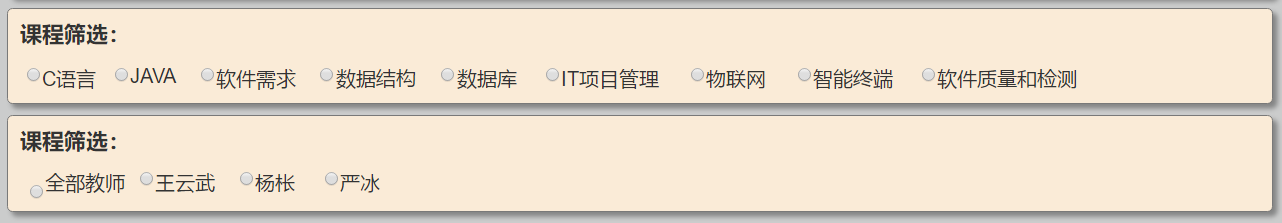 课程筛选：
C语言 JAVA 软件需求 数据结构 数据库 IT项目管理 物联网 智能终端 软件质量和检测
课程筛选：
全部教师 王云武 杨枨 严冰